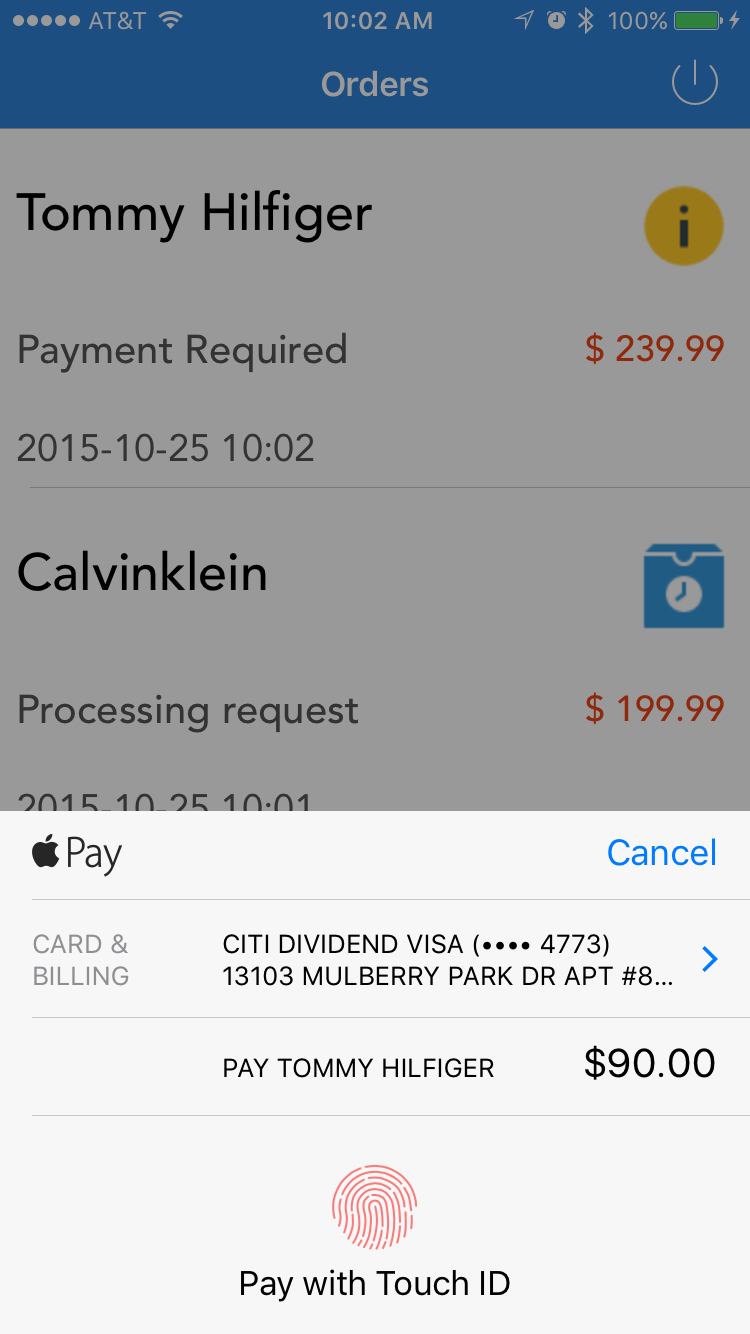 AT&T 10:02 AM 100%
Orders
Tommy Hilfiger
Payment Required $ 239.99
2015-10-25 10:02
Calvinklein
Processing request $ 199.99
2015-10-25 10:01
Pay Cancel
CARD & CITI DIVIDEND VISA (•••• 4773)
BILLING 13103 MULBERRY PARK DR APT #8...
PAY TOMMY HILFIGER $90.00
Pay with Touch ID